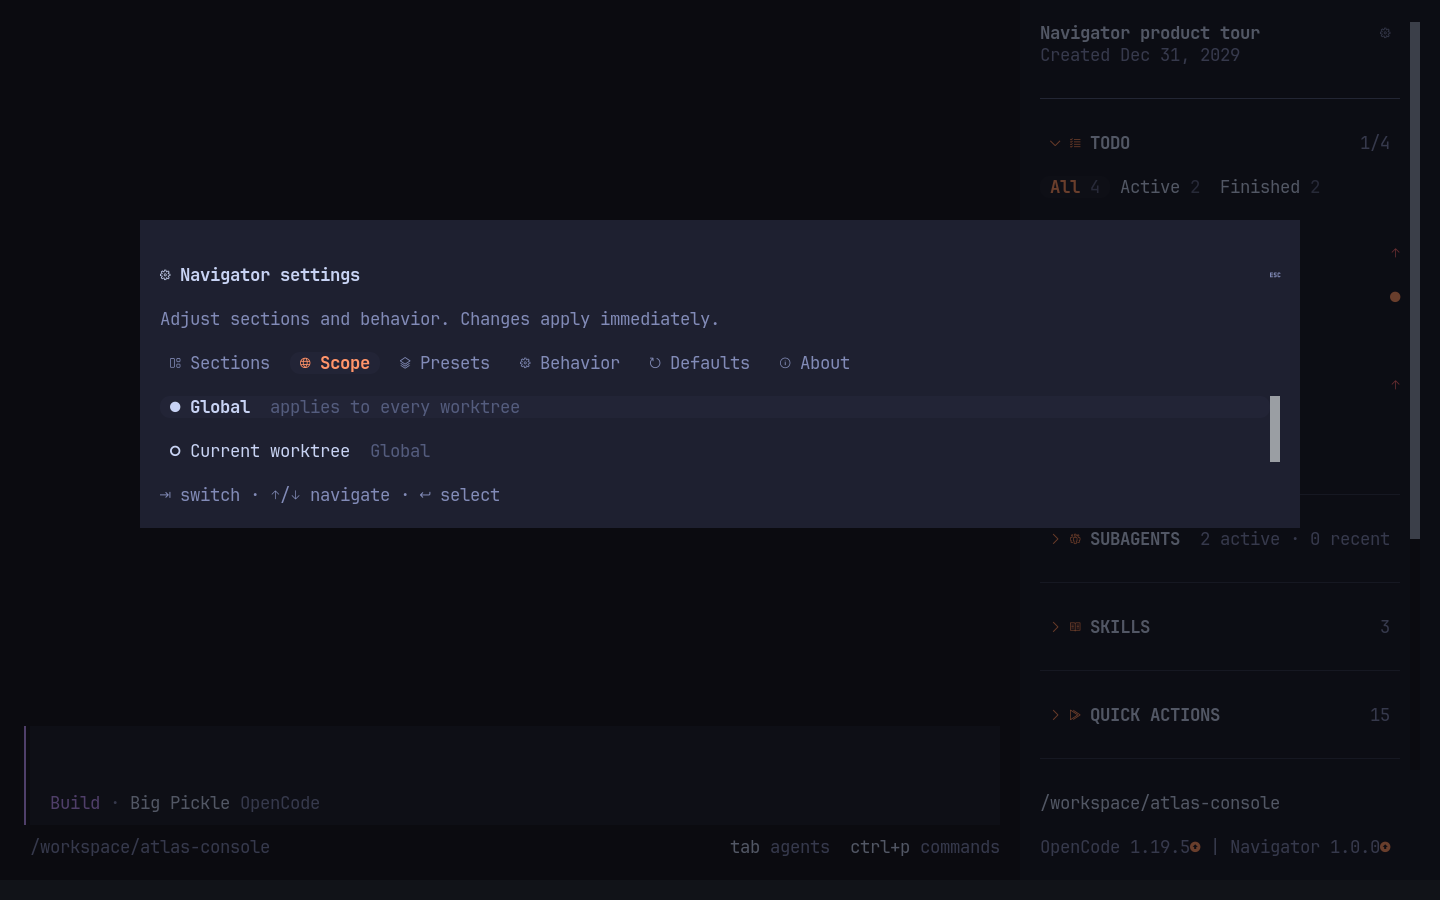 Navigator product tour
Created Dec 31, 2029
TODO 1/4
All 4 Active 2 Finished 2
Navigator settings ESC
Adjust sections and behavior. Changes apply immediately.
Sections Scope Presets Behavior Defaults About
Global applies to every worktree
Current worktree Global
⇥ switch · ↑/↓ navigate · ↩ select
SUBAGENTS 2 active · 0 recent
SKILLS 3
QUICK ACTIONS 15
Build · Big Pickle OpenCode
/workspace/atlas-console
tab agents ctrl+p commands
/workspace/atlas-console
OpenCode 1.19.5 | Navigator 1.0.0